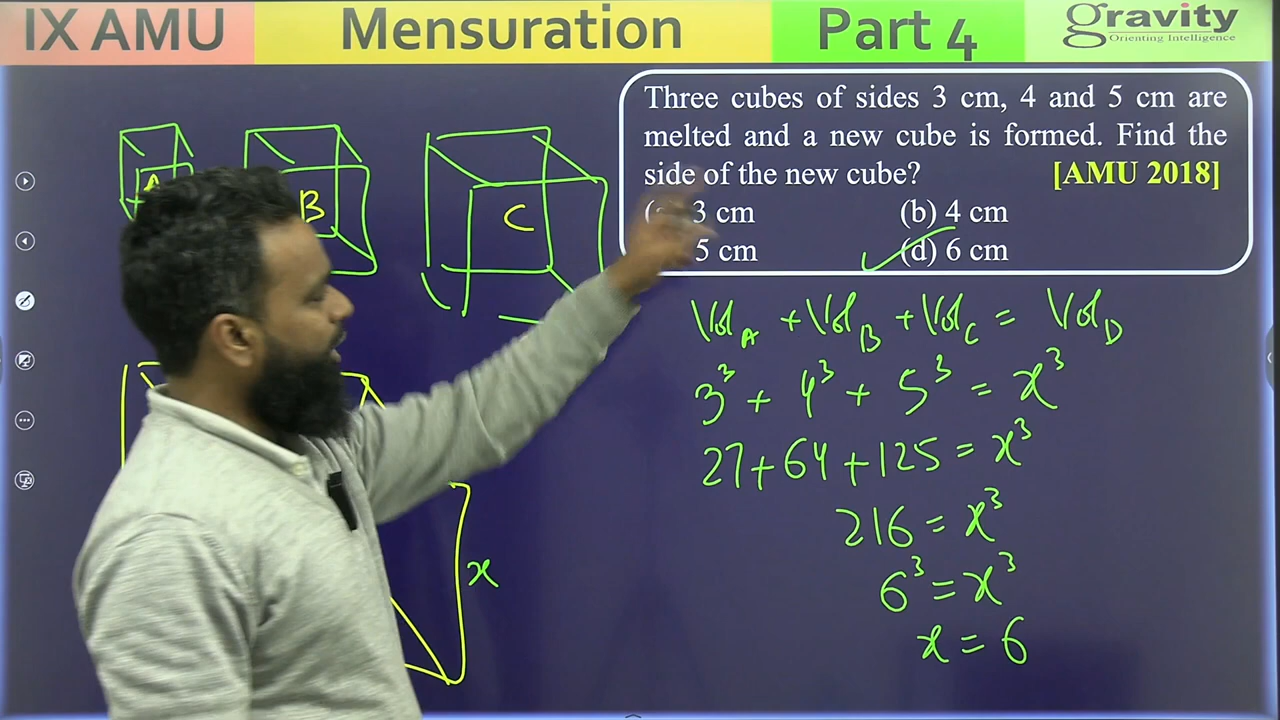 IX AMU
Mensuration
Part 4
gravity
Orienting Intelligence
Three cubes of sides 3 cm, 4 and 5 cm are
melted and a new cube is formed. Find the
side of the new cube? [AMU 2018]
3 cm (b) 4 cm
5 cm (d) 6 cm
A
B
C
Vol A + Vol B + Vol C = Vol D
3³ + 4³ + 5³ = x³
27 + 64 + 125 = x³
216 = x³
6³ = x³
x = 6
x